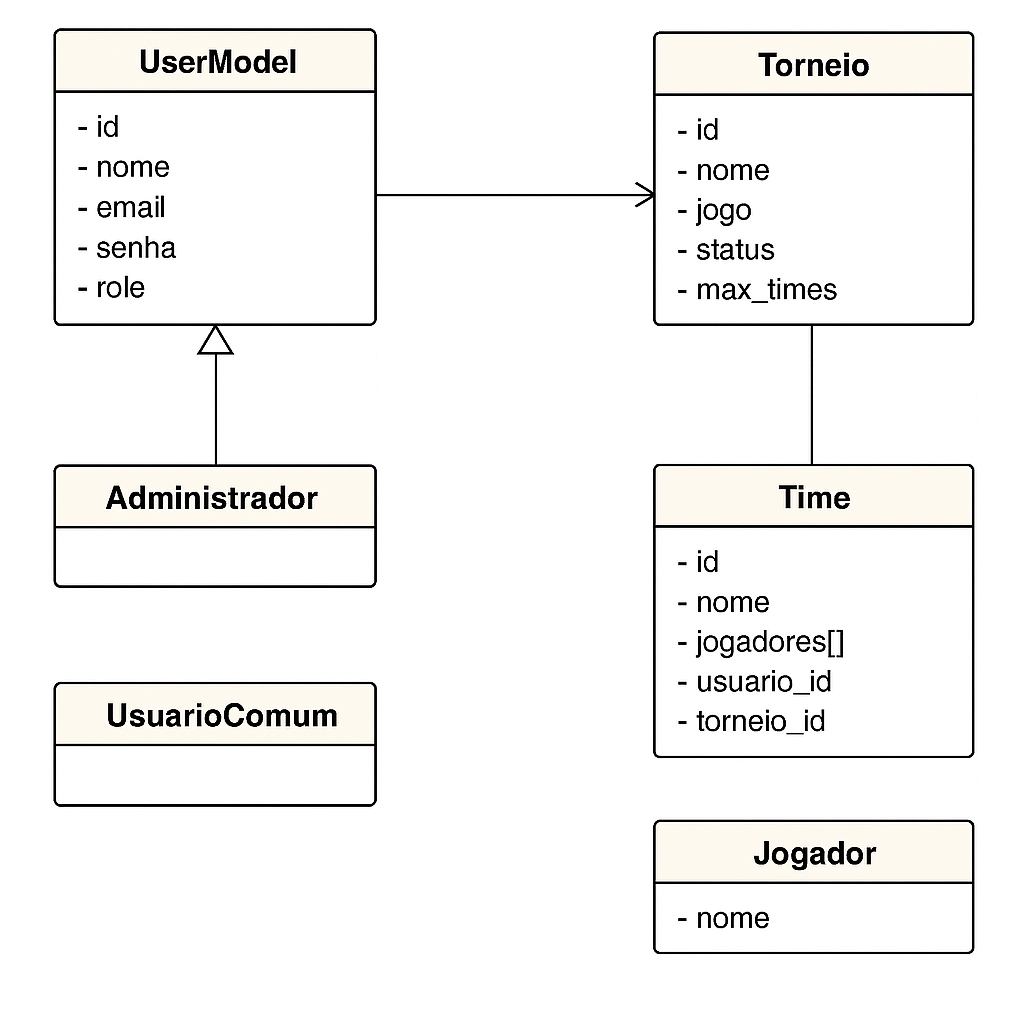 UserModel
- id
- nome
- email
- senha
- role
Torneio
- id
- nome
- jogo
- status
- max_times
Administrador
UsuarioComum
Time
- id
- nome
- jogadores[]
- usuario_id
- torneio_id
Jogador
- nome